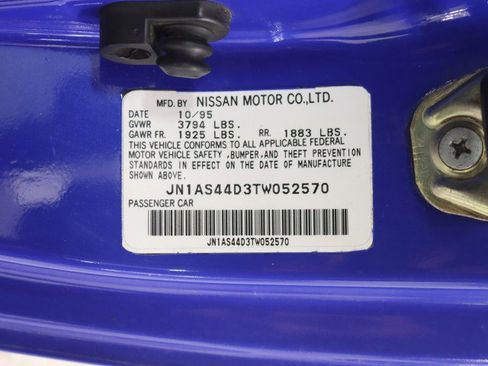 MFD. BY NISSAN MOTOR CO.,LTD.
DATE 10/95
GVWR 3794 LBS.
GAWR FR. 1925 LBS. RR. 1883 LBS.
THIS VEHICLE CONFORMS TO ALL APPLICABLE FEDERAL
MOTOR VEHICLE SAFETY ,BUMPER,AND THEFT PREVENTION
STANDARDS IN EFFECT ON THE DATE OF MANUFACTURE
SHOWN ABOVE.
JN1AS44D3TW052570
PASSENGER CAR
JN1AS44D3TW052570